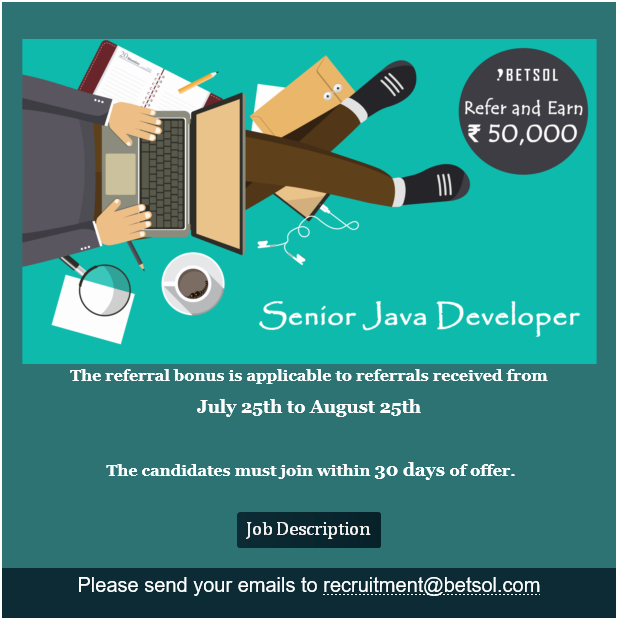 BETSOL
Refer and Earn
₹ 50,000
Senior Java Developer
The referral bonus is applicable to referrals received from
July 25th to August 25th
The candidates must join within 30 days of offer.
Job Description
Please send your emails to recruitment@betsol.com